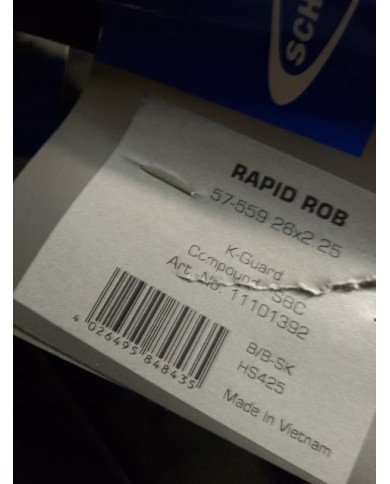 SCH
RAPID ROB
57-559 26x2.25
K-Guard
Compound SBC
Art.-No. 11101392
B/B-SK
HS425
Made in Vietnam
4 026495 848435